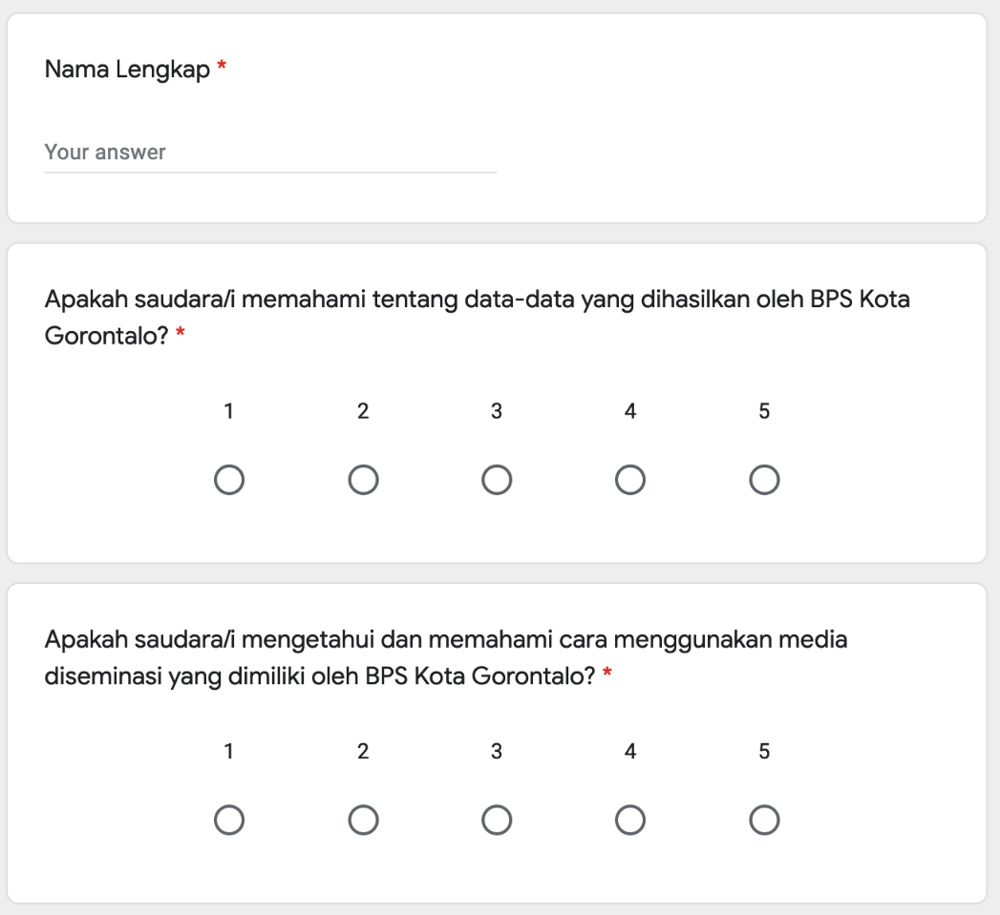 Nama Lengkap *
Your answer
Apakah saudara/i memahami tentang data-data yang dihasilkan oleh BPS Kota
Gorontalo? *
1 2 3 4 5
Apakah saudara/i mengetahui dan memahami cara menggunakan media
diseminasi yang dimiliki oleh BPS Kota Gorontalo? *
1 2 3 4 5